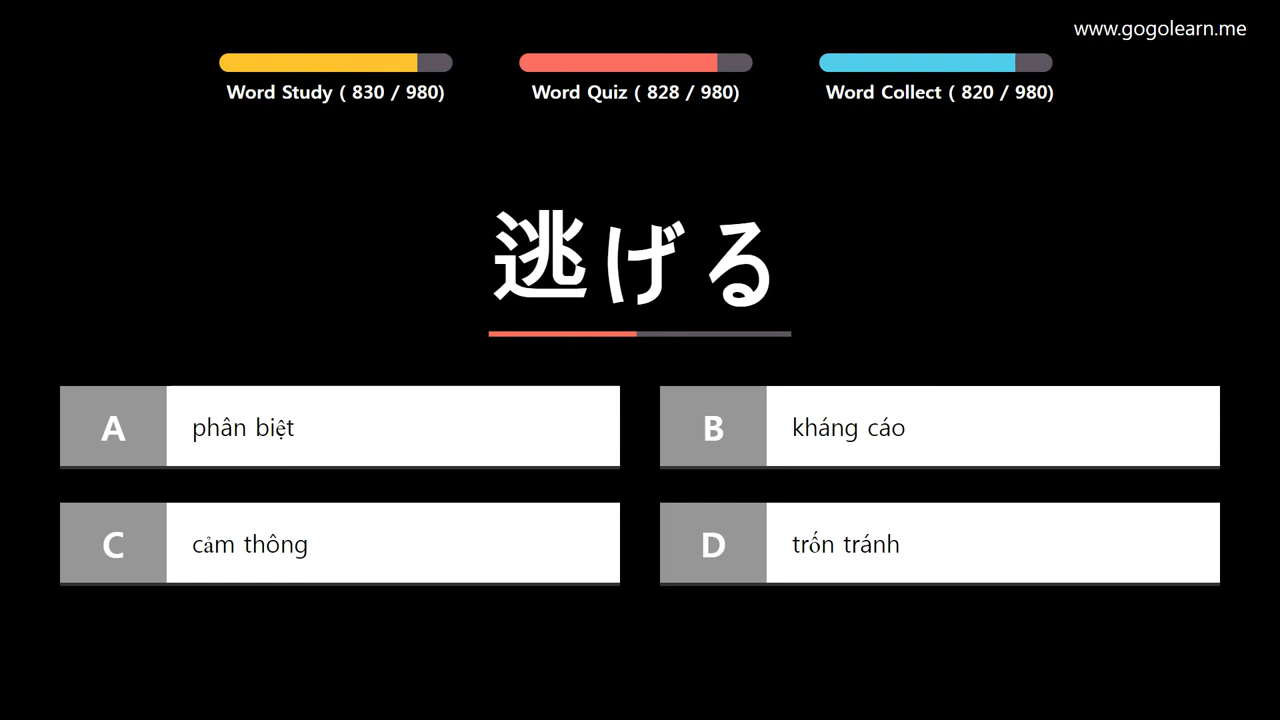 www.gogolearn.me
Word Study ( 830 / 980)
Word Quiz ( 828 / 980)
Word Collect ( 820 / 980)
逃げる
A phân biệt
B kháng cáo
C cảm thông
D trốn tránh